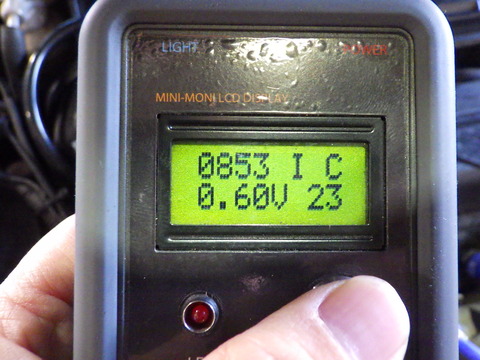 LIGHT POWER
MINI-MONI LCD DISPLAY
0853 I C
0.60V 23